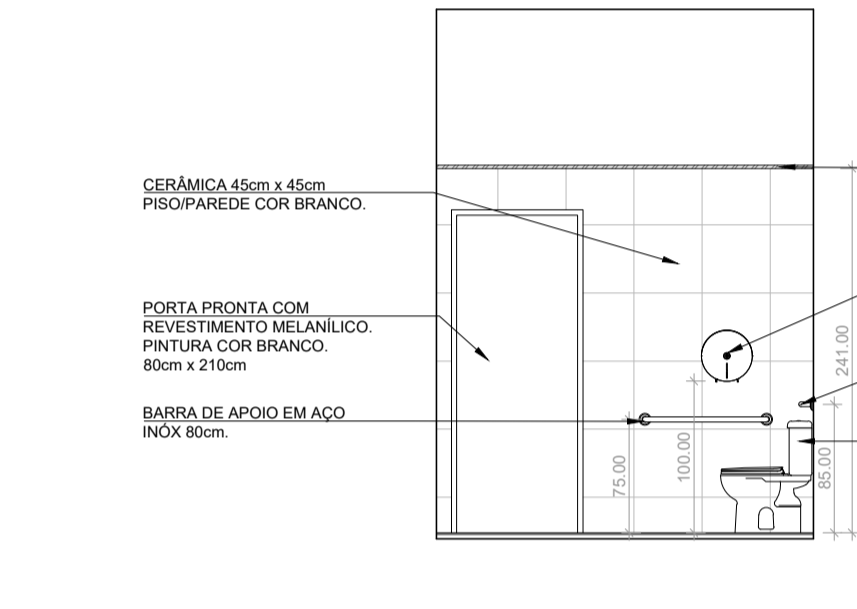 CERÂMICA 45cm x 45cm
PISO/PAREDE COR BRANCO.
PORTA PRONTA COM
REVESTIMENTO MELANÍLICO.
PINTURA COR BRANCO.
80cm x 210cm
BARRA DE APOIO EM AÇO
INÓX 80cm.
75.00
100.00
85.00
241.00